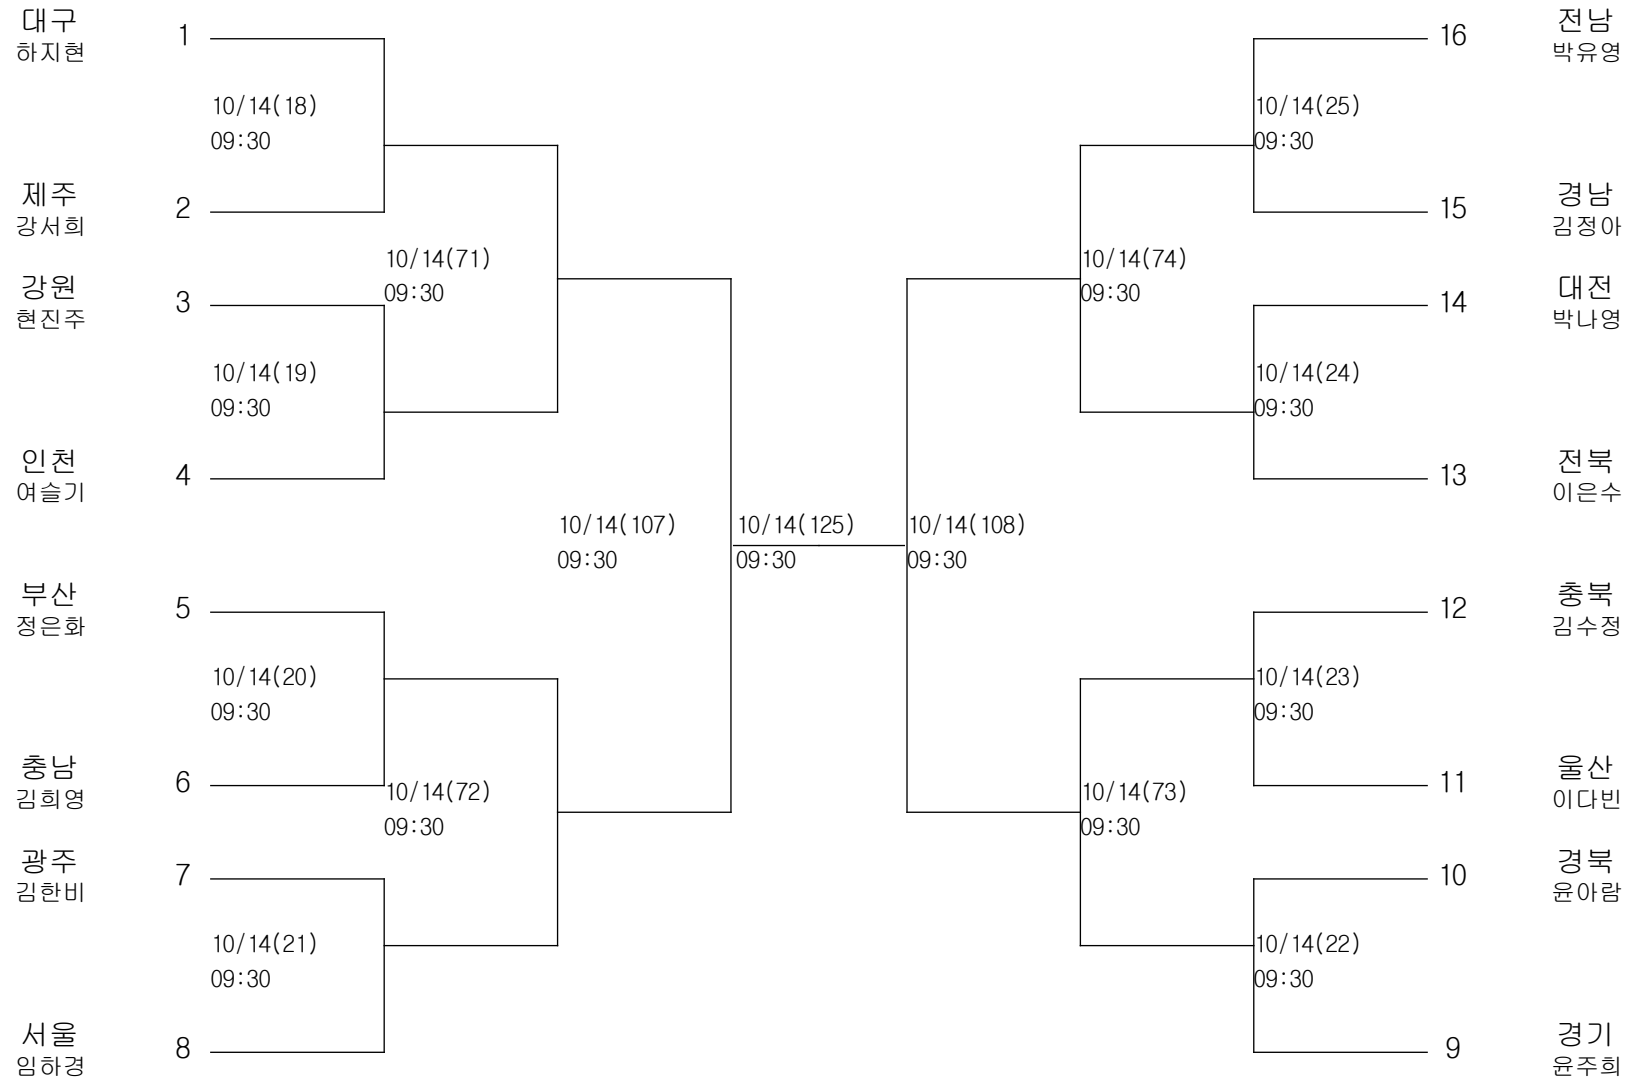 대구
하지현
1
10/14(18)
09:30
제주
강서희
2
10/14(71)
09:30
강원
현진주
3
10/14(19)
09:30
인천
여슬기
4
10/14(107)
09:30
부산
정은화
5
10/14(20)
09:30
충남
김희영
6
10/14(72)
09:30
광주
김한비
7
10/14(21)
09:30
서울
임하경
8
10/14(125)
09:30
16
전남
박유영
10/14(25)
09:30
15
경남
김정아
10/14(74)
09:30
14
대전
박나영
10/14(24)
09:30
13
전북
이은수
10/14(108)
09:30
12
충북
김수정
10/14(23)
09:30
11
울산
이다빈
10/14(73)
09:30
10
경북
윤아람
10/14(22)
09:30
9
경기
윤주희